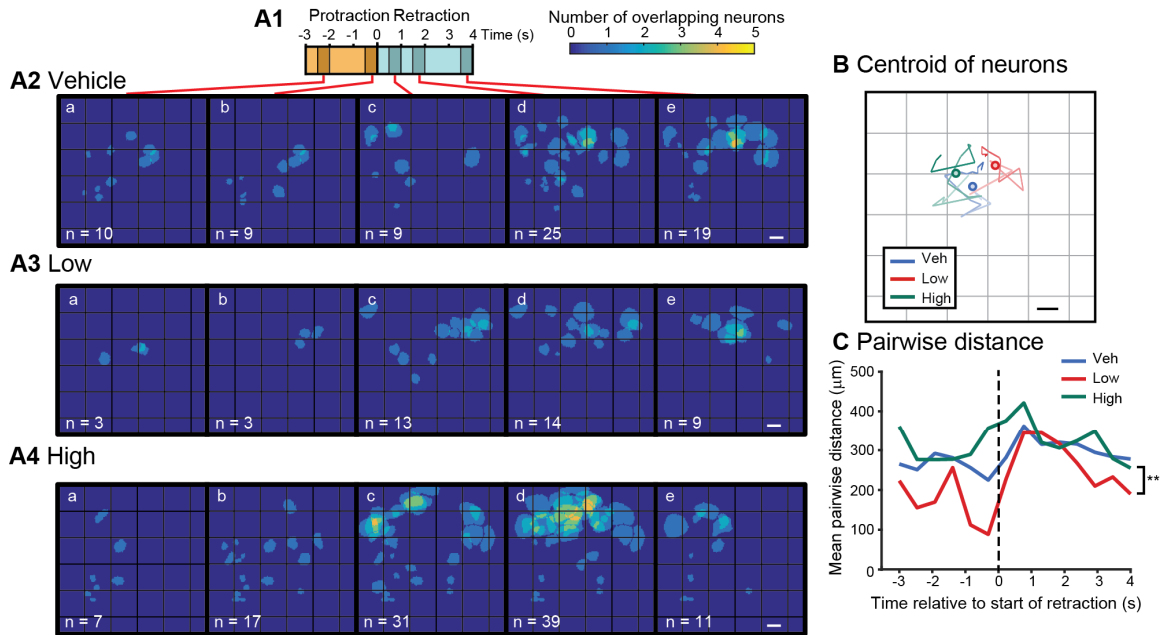 A1
Protraction Retraction
-3 -2 -1 0 1 2 3 4 Time (s)
Number of overlapping neurons
0 1 2 3 4 5
A2 Vehicle
a b c d e
n = 10 n = 9 n = 9 n = 25 n = 19
A3 Low
a b c d e
n = 3 n = 3 n = 13 n = 14 n = 9
A4 High
a b c d e
n = 7 n = 17 n = 31 n = 39 n = 11
B Centroid of neurons
Veh
Low
High
C Pairwise distance
Mean pairwise distance (μm)
500
400
300
200
100
0
Veh
Low
High
**
-3 -2 -1 0 1 2 3 4
Time relative to start of retraction (s)